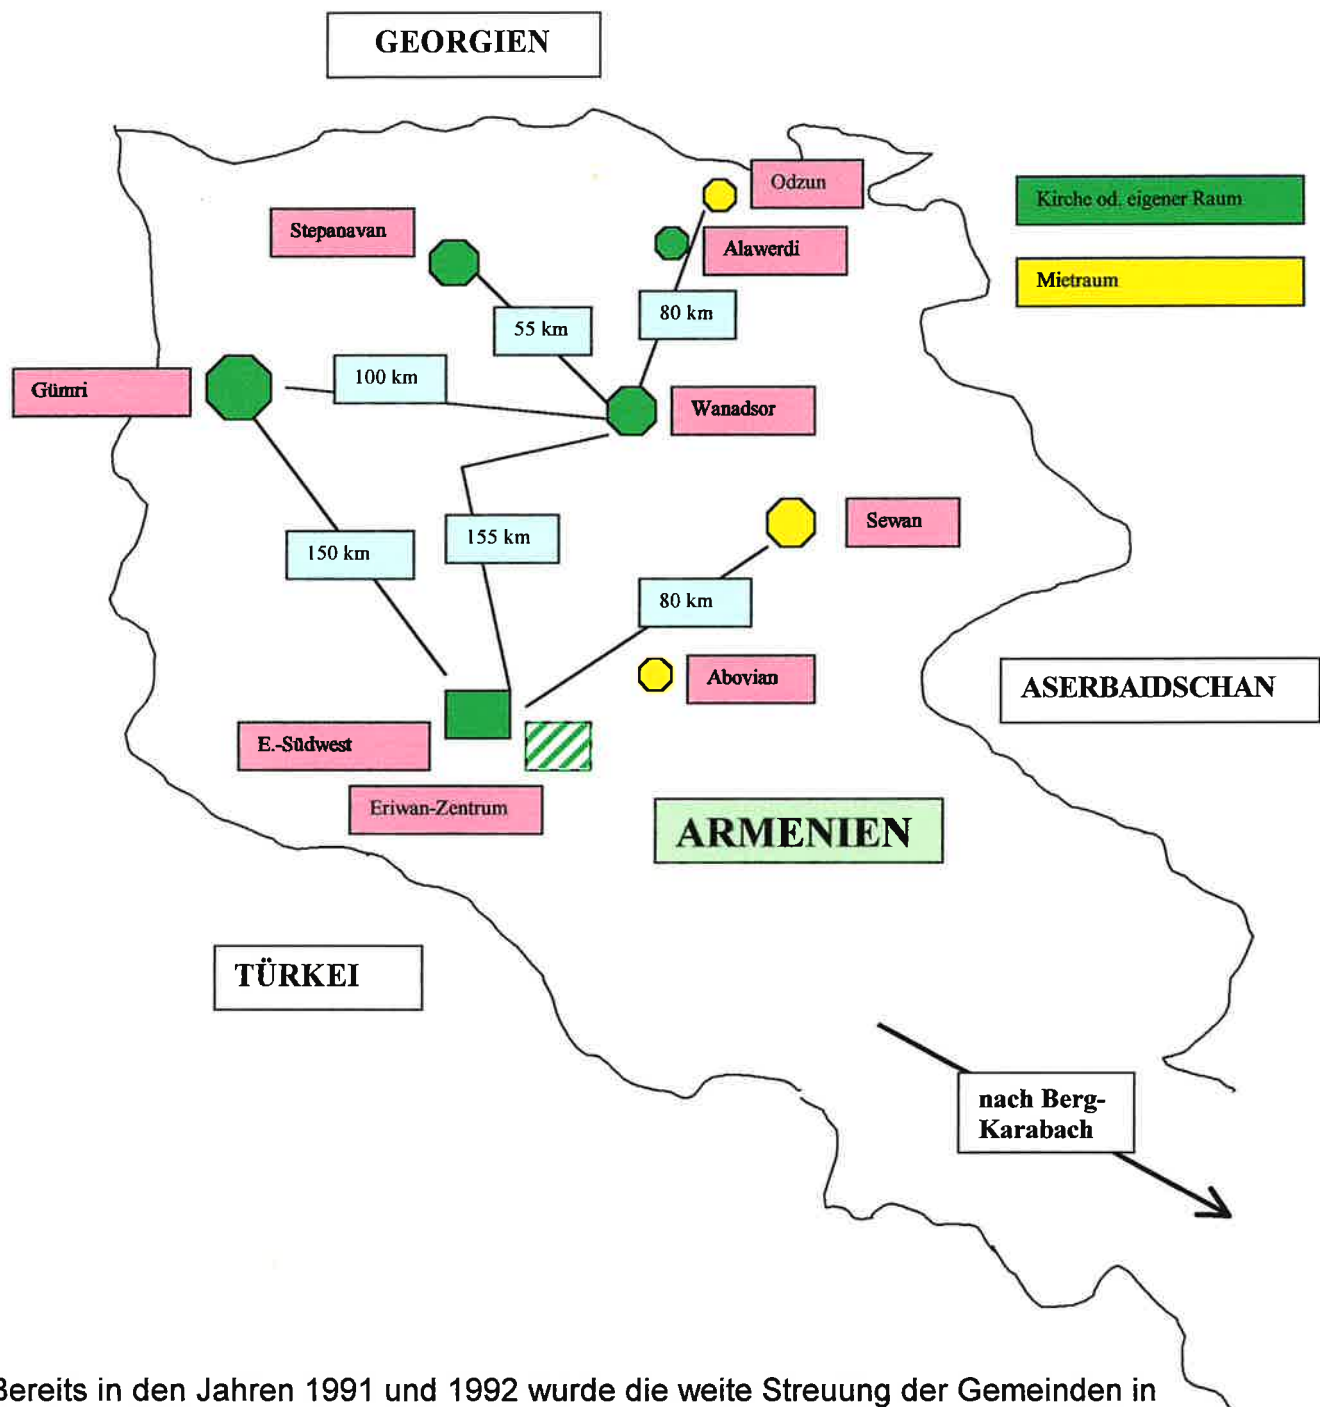 GEORGIEN
Odzun
Kirche od. eigener Raum
Stepanavan
Alawerdi
Mietraum
55 km
80 km
Gümri
100 km
Wanadsor
Sewan
150 km
155 km
80 km
Abovian
ASERBAIDSCHAN
E.-Südwest
Eriwan-Zentrum
ARMENIEN
TÜRKEI
nach Berg-
Karabach
Bereits in den Jahren 1991 und 1992 wurde die weite Streuung der Gemeinden in